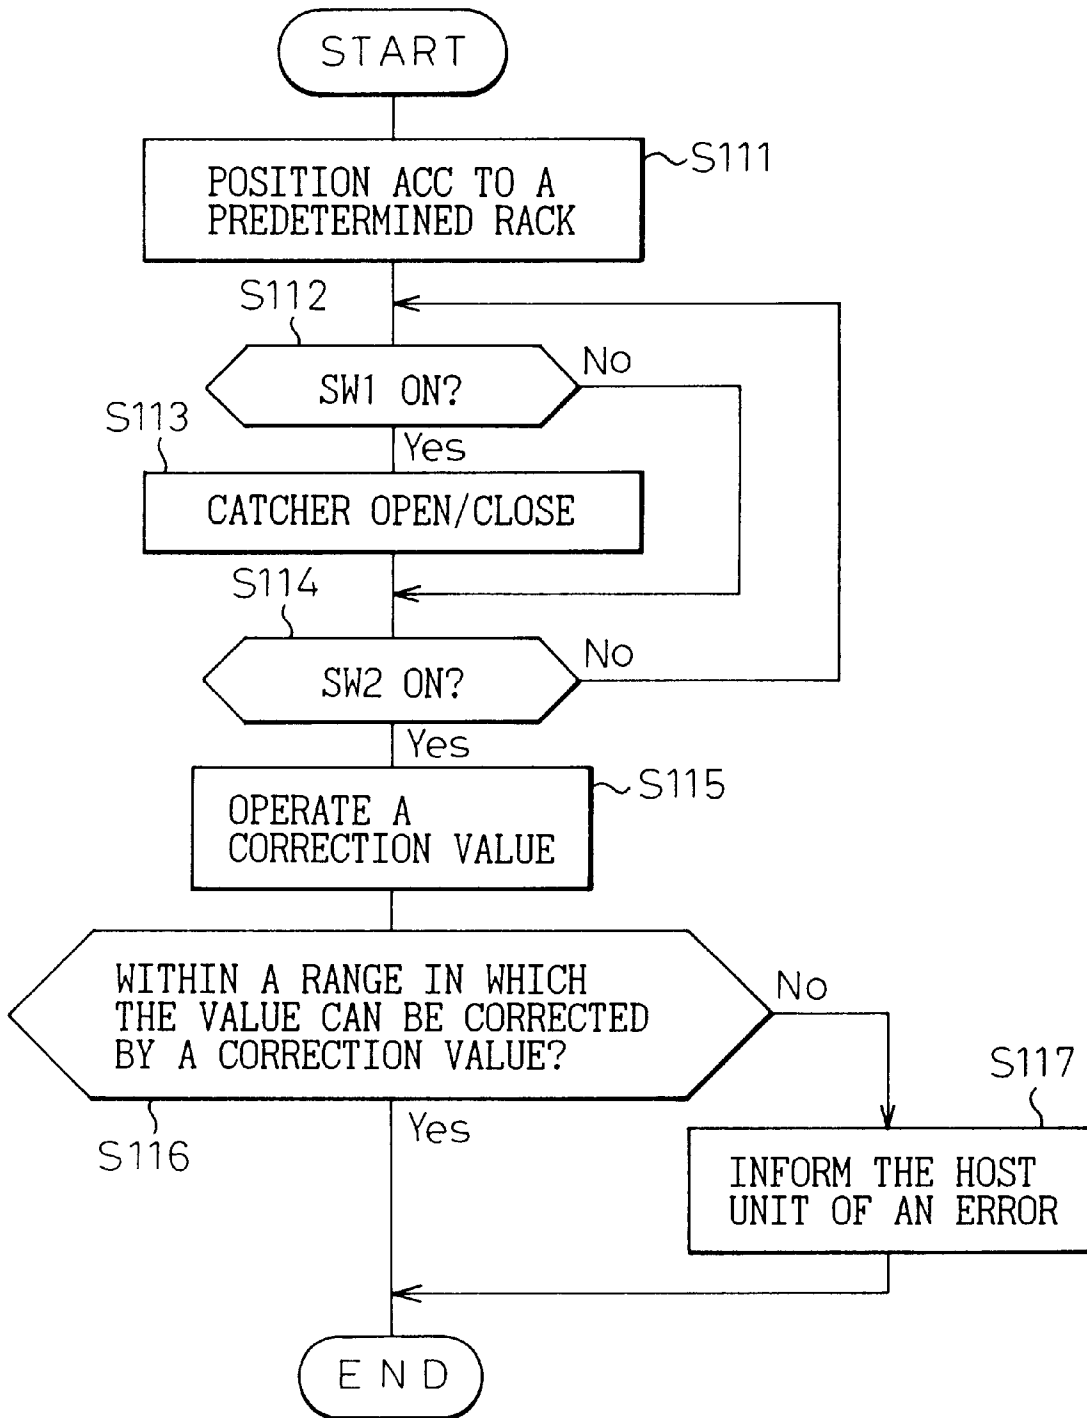 START
S111
POSITION ACC TO A
PREDETERMINED RACK
S112
No
SW1 ON?
S113
Yes
CATCHER OPEN/CLOSE
S114
No
SW2 ON?
Yes
S115
OPERATE A
CORRECTION VALUE
WITHIN A RANGE IN WHICH
THE VALUE CAN BE CORRECTED
BY A CORRECTION VALUE?
No
S116
Yes
S117
INFORM THE HOST
UNIT OF AN ERROR
END